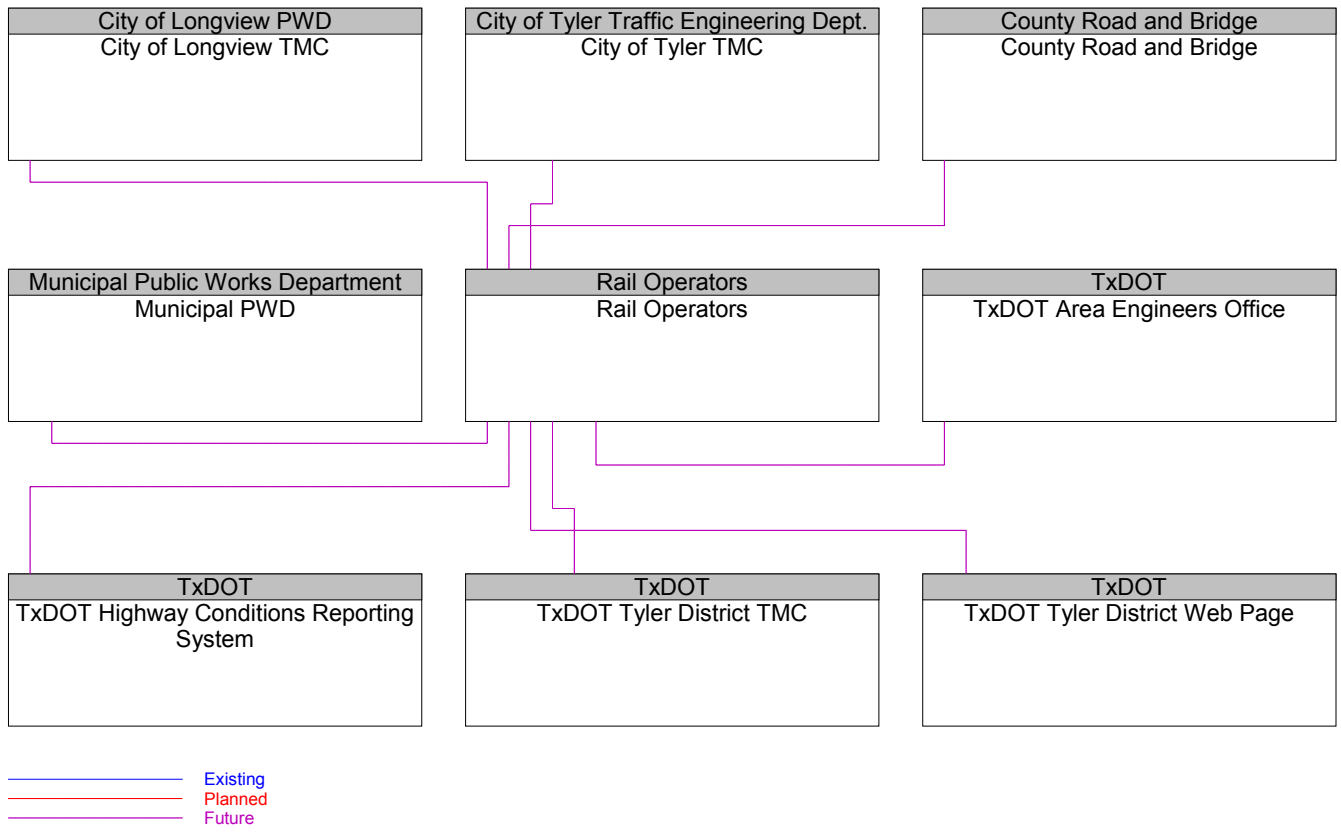 City of Longview PWD
City of Longview TMC
City of Tyler Traffic Engineering Dept.
City of Tyler TMC
County Road and Bridge
County Road and Bridge
Municipal Public Works Department
Municipal PWD
Rail Operators
Rail Operators
TxDOT
TxDOT Area Engineers Office
TxDOT
TxDOT Highway Conditions Reporting
System
TxDOT
TxDOT Tyler District TMC
TxDOT
TxDOT Tyler District Web Page
Existing
Planned
Future